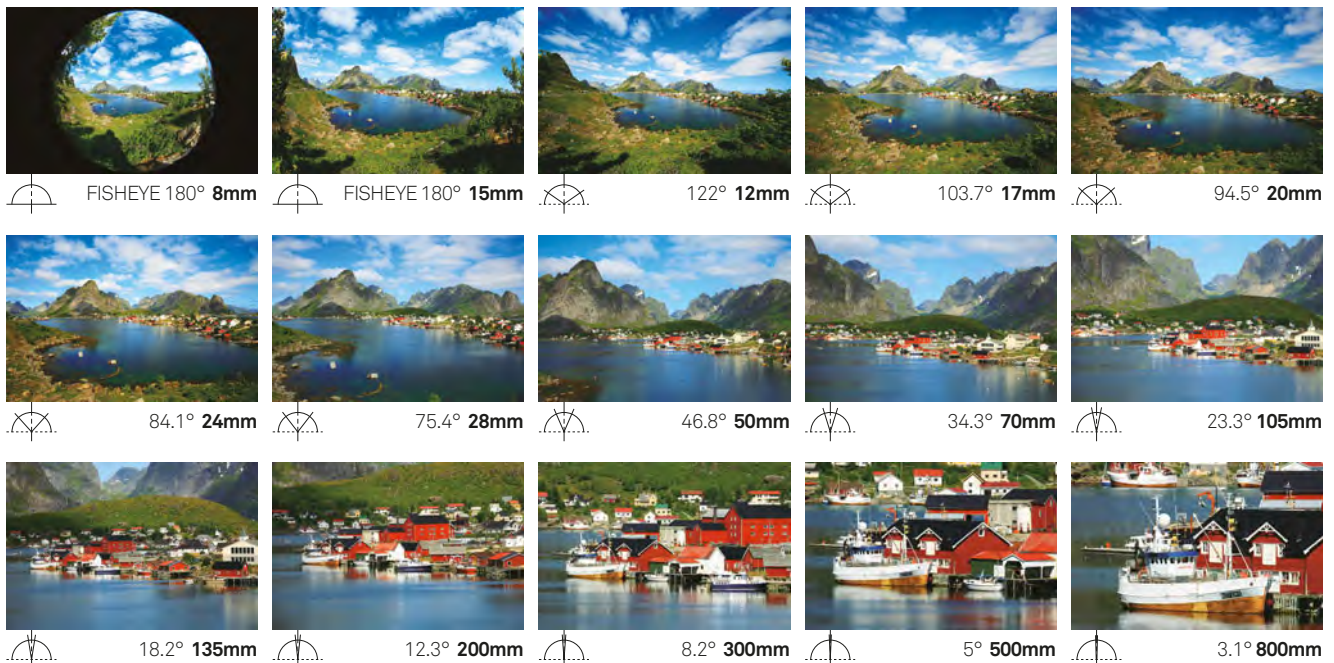 FISHEYE 180° 8mm
FISHEYE 180° 15mm
122° 12mm
103.7° 17mm
94.5° 20mm
84.1° 24mm
75.4° 28mm
46.8° 50mm
34.3° 70mm
23.3° 105mm
18.2° 135mm
12.3° 200mm
8.2° 300mm
5° 500mm
3.1° 800mm